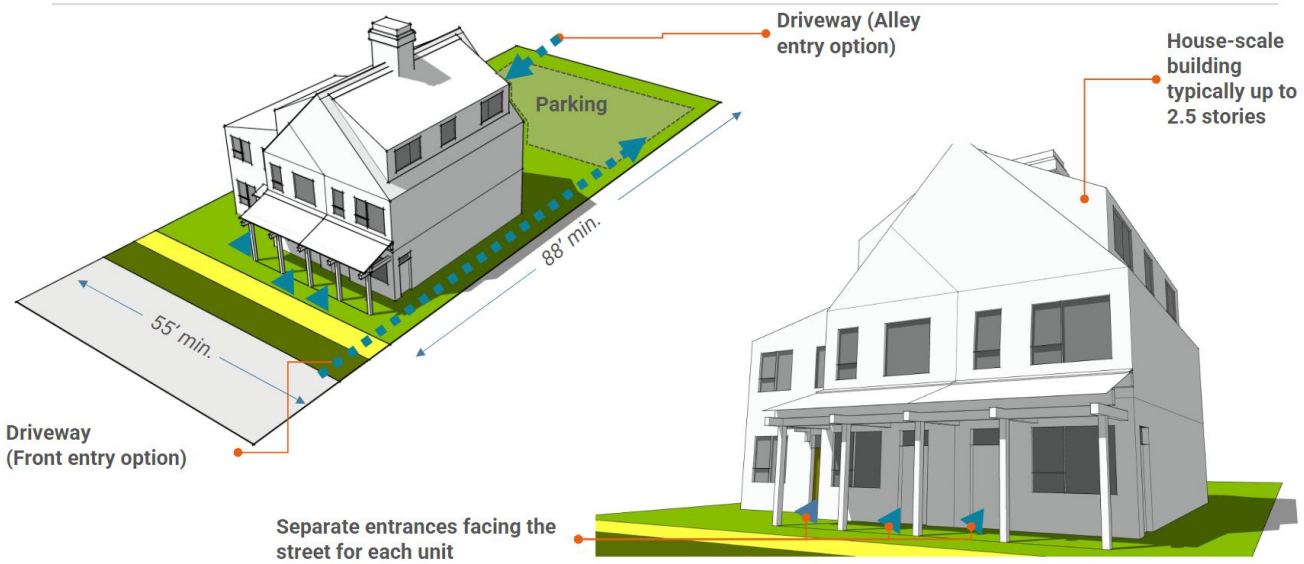 Driveway (Alley
entry option)
House-scale
building
typically up to
2.5 stories
Parking
88' min.
55' min.
Driveway
(Front entry option)
Separate entrances facing the
street for each unit